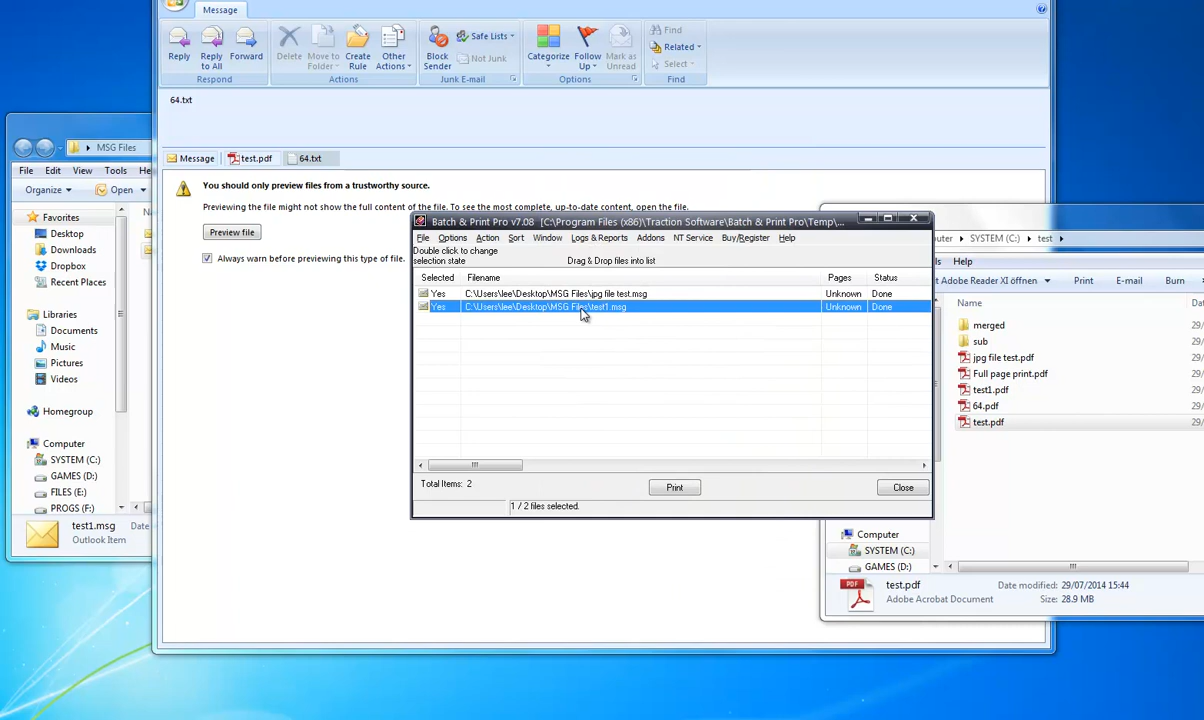 Message
Reply
Reply to All
Forward
Respond
Delete
Move to Folder
Create Rule
Other Actions
Actions
Block Sender
Safe Lists
Not Junk
Junk E-mail
Categorize
Follow Up
Mark as Unread
Options
Find
Related
Select
Find
64.txt
Message
test.pdf
64.txt
You should only preview files from a trustworthy source.
Previewing the file might not show the full content of the file. To see the most complete, up-to-date content, open the file.
Preview file
Always warn before previewing this type of file.
MSG Files
File Edit View Tools
Organize
Open
Favorites
Desktop
Downloads
Dropbox
Recent Places
Libraries
Documents
Music
Pictures
Videos
Homegroup
Computer
SYSTEM (C:)
GAMES (D:)
FILES (E:)
PROGS (F:)
test1.msg
Date
Outlook Item
Batch & Print Pro v7.08 [C:\Program Files (x86)\Traction Software\Batch & Print Pro\Temp\...
File Options Action Sort Window Logs & Reports Addons NT Service Buy/Register Help
Double click to change
selection state
Drag & Drop files into list
Selected Filename Pages Status
Yes C:\Users\lee\Desktop\MSG Files\jpg file test.msg Unknown Done
Yes C:\Users\lee\Desktop\MSG Files\test1.msg Unknown Done
Total Items: 2
Print
Close
1 / 2 files selected.
SYSTEM (C:)
test
Help
Adobe Reader XI öffnen
Print
E-mail
Burn
Name
merged
sub
jpg file test.pdf
Full page print.pdf
test1.pdf
64.pdf
test.pdf
29/
Computer
SYSTEM (C:)
GAMES (D:)
test.pdf
Adobe Acrobat Document
Date modified: 29/07/2014 15:44
Size: 28.9 MB